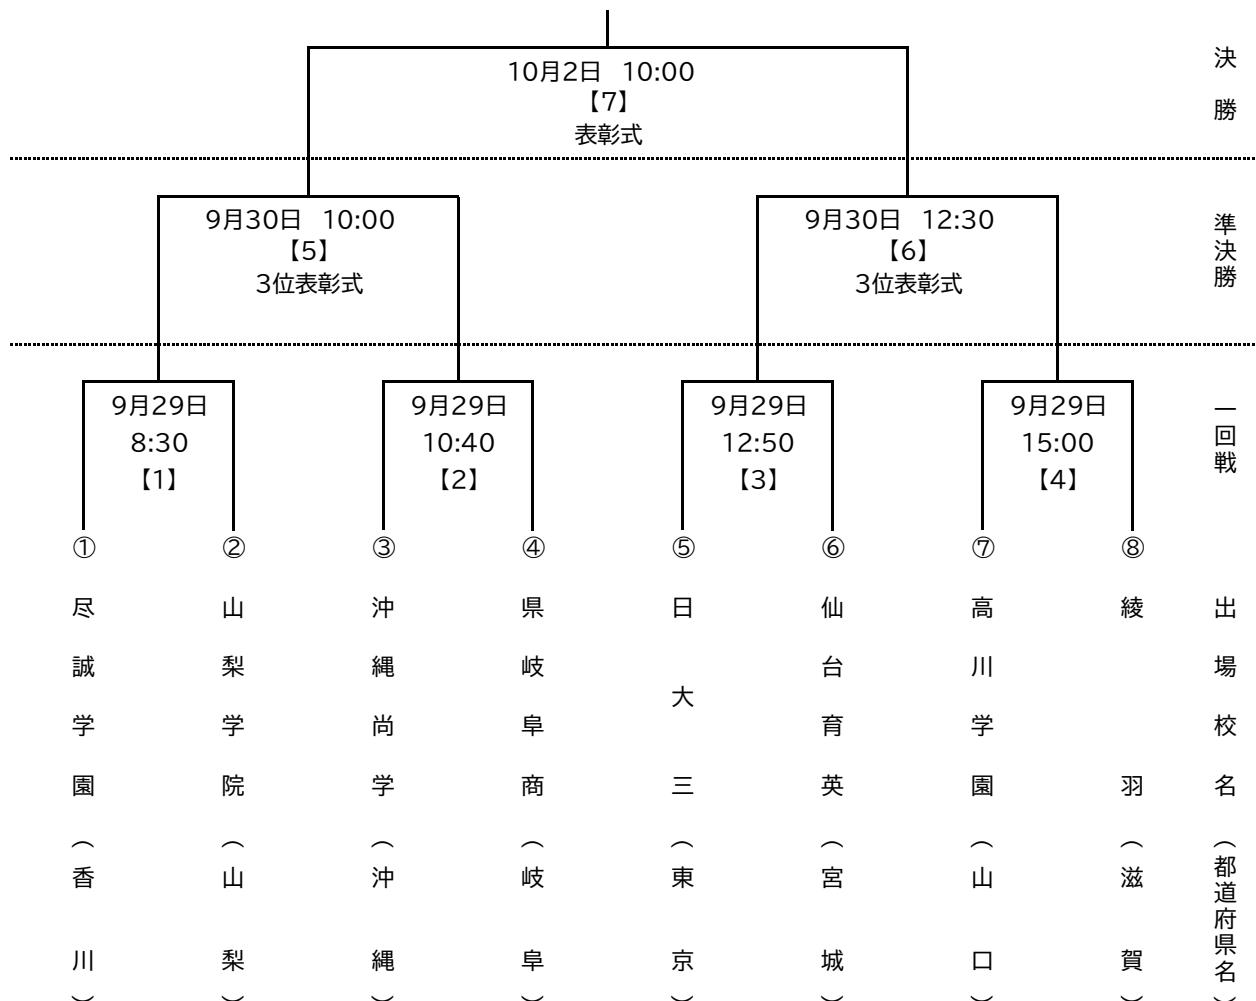 決勝
10月2日 10:00
【7】
表彰式
準決勝
9月30日 10:00
【5】
3位表彰式
9月30日 12:30
【6】
3位表彰式
一回戦
9月29日
8:30
【1】
9月29日
10:40
【2】
9月29日
12:50
【3】
9月29日
15:00
【4】
①
尽誠学園（香川）
②
山梨学院（山梨）
③
沖縄尚学（沖縄）
④
県岐阜商（岐阜）
⑤
日大三（東京）
⑥
仙台育英（宮城）
⑦
高川学園（山口）
⑧
綾羽（滋賀）
出場校名（都道府県名）